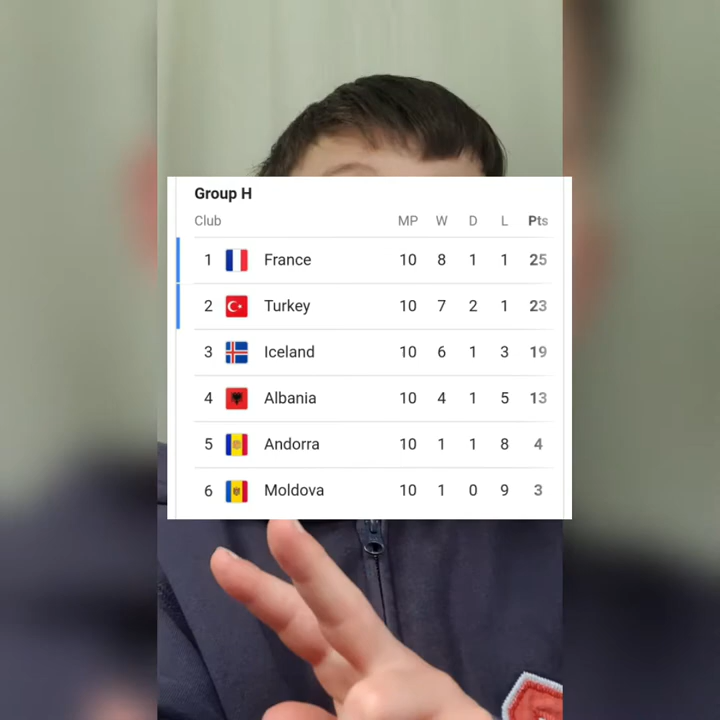 Group H
Club MP W D L Pts
1 France 10 8 1 1 25
2 Turkey 10 7 2 1 23
3 Iceland 10 6 1 3 19
4 Albania 10 4 1 5 13
5 Andorra 10 1 1 8 4
6 Moldova 10 1 0 9 3